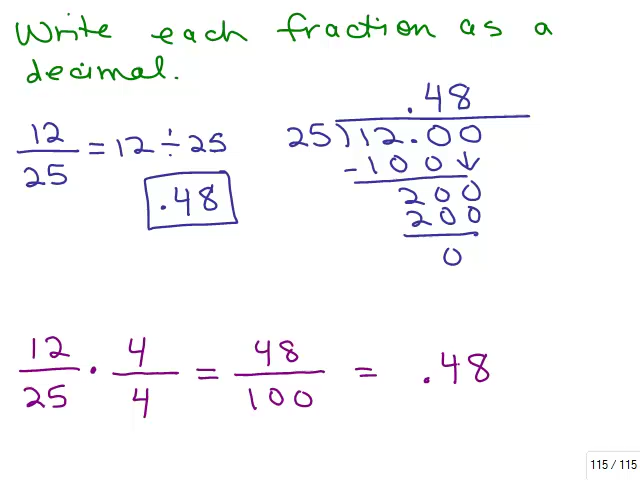 Write each fraction as a
decimal.
12/25 = 12 ÷ 25
.48
.48
25)12.00
-100↓
200
200
0
12/25 · 4/4 = 48/100 = .48
115 / 115